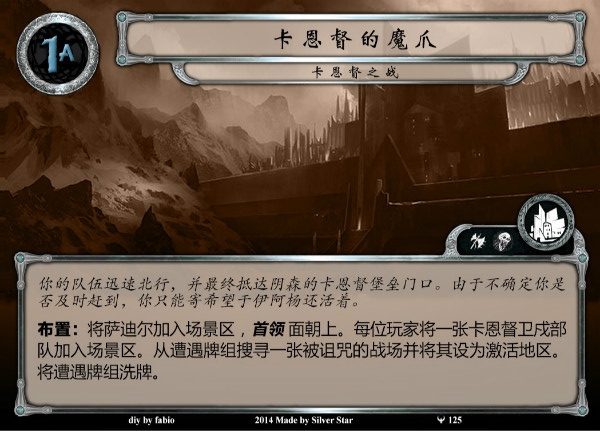 1A
卡恩督的魔爪
卡恩督之战
你的队伍迅速北行，并最终抵达阴森的卡恩督堡垒门口。由于不确定你是
否及时赶到，你只能寄希望于伊阿杨还活着。
布置：将萨迪尔加入场景区，首领面朝上。每位玩家将一张卡恩督卫戍部
队加入场景区。从遭遇牌组搜寻一张被诅咒的战场并将其设为激活地区。
将遭遇牌组洗牌。
diy by fabio
2014 Made by Silver Star
125